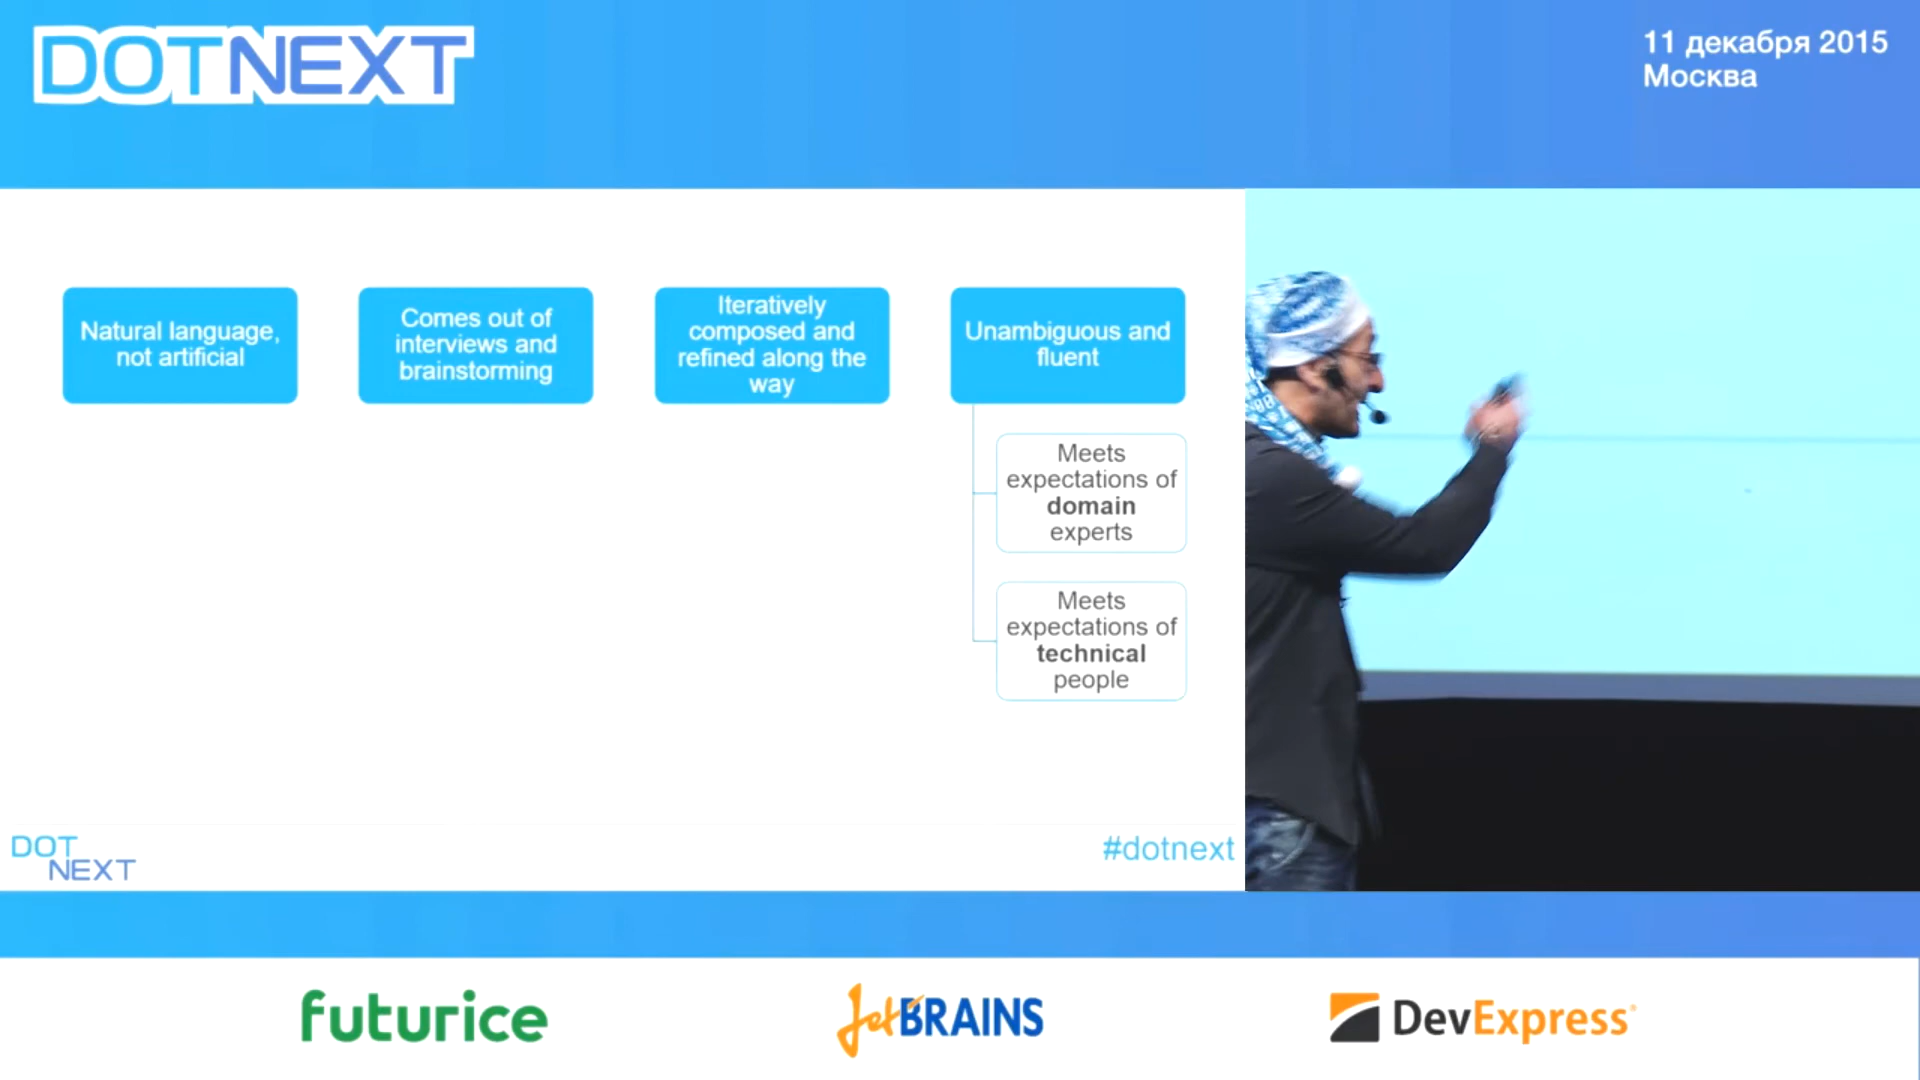 DOTNEXT
11 декабря 2015
Москва
Natural language,
not artificial
Comes out of
interviews and
brainstorming
Iteratively
composed and
refined along the
way
Unambiguous and
fluent
Meets
expectations of
domain
experts
Meets
expectations of
technical
people
DOT
NEXT
#dotnext
futurice
JetBRAINS
DevExpress